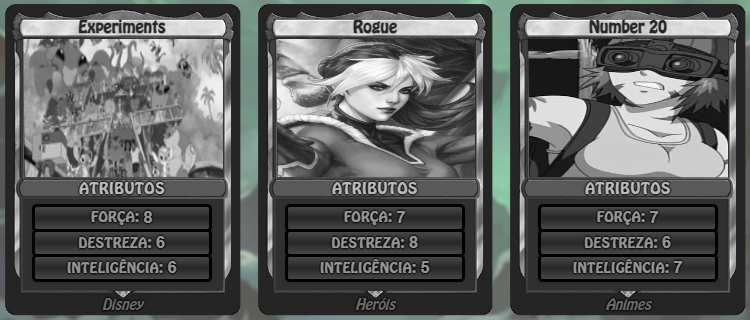 Experiments
ATRIBUTOS
FORÇA: 8
DESTREZA: 6
INTELIGÊNCIA: 6
Disney
Rogue
ATRIBUTOS
FORÇA: 7
DESTREZA: 8
INTELIGÊNCIA: 5
Heróis
Number 20
ATRIBUTOS
FORÇA: 7
DESTREZA: 6
INTELIGÊNCIA: 7
Animes